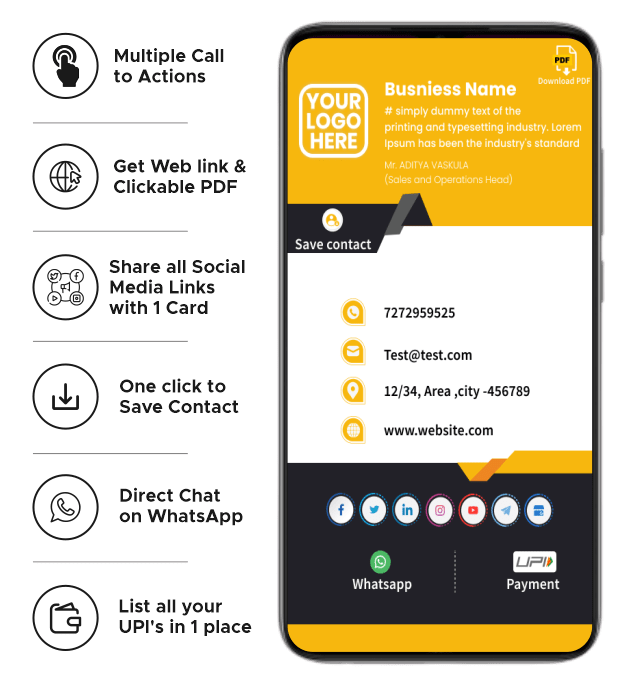 Multiple Call
to Actions
Get Web link &
Clickable PDF
Share all Social
Media Links
with 1 Card
One click to
Save Contact
Direct Chat
on WhatsApp
List all your
UPI's in 1 place
PDF
Download PDF
YOUR
LOGO
HERE
Busniess Name
# simply dummy text of the
printing and typesetting industry. Lorem
Ipsum has been the industry's standard
Mr. ADITYA VASKULA
(Sales and Operations Head)
Save contact
7272959525
Test@test.com
12/34, Area ,city -456789
www.website.com
f
in
Whatsapp
UPI
Payment